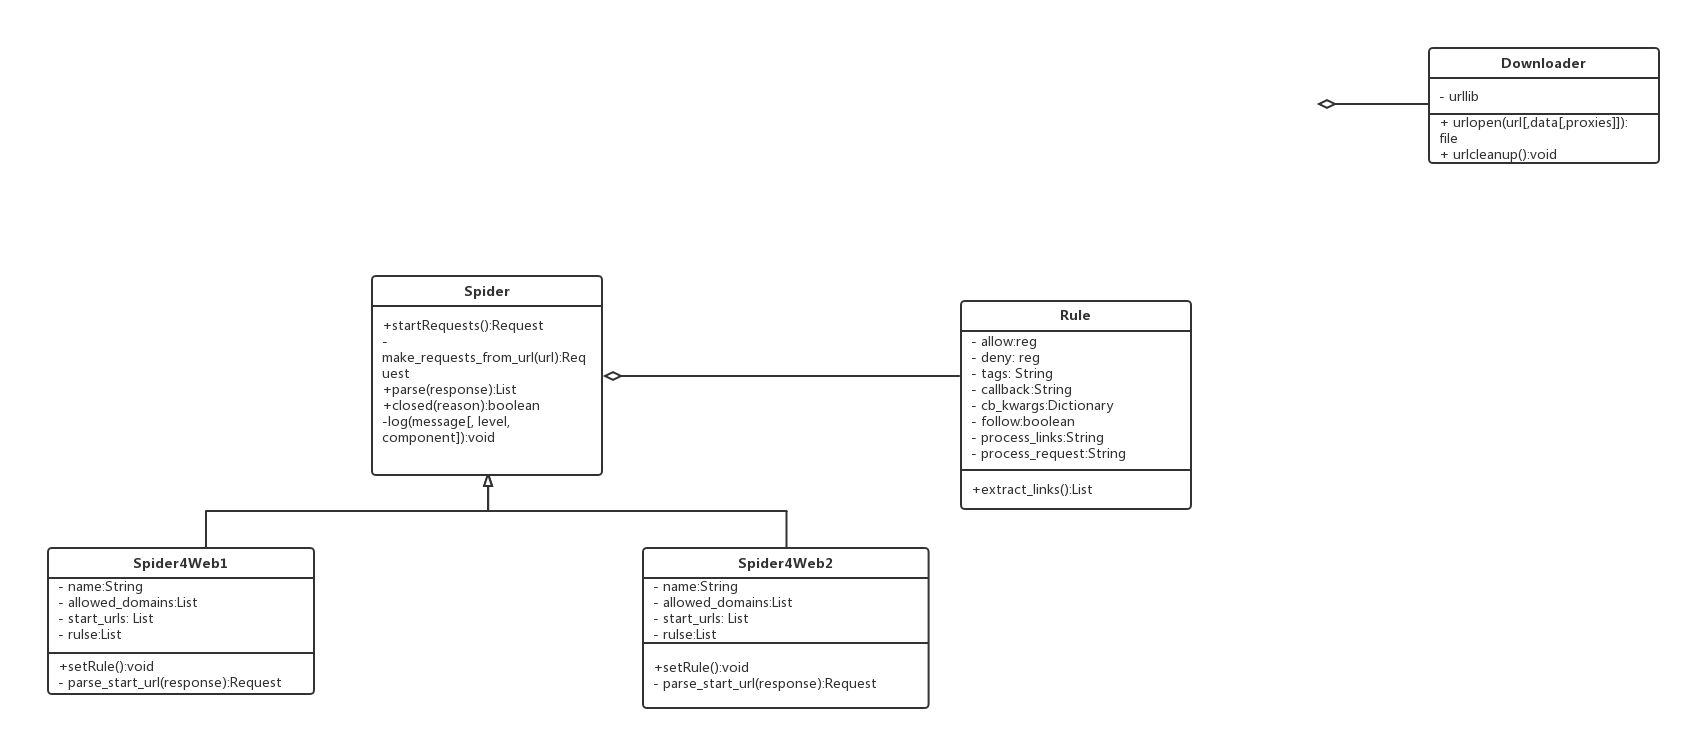 Downloader
- urllib
+ urlopen(url[,data[,proxies]]):
file
+ urlcleanup():void
Spider
+startRequests():Request
-
make_requests_from_url(url):Req
uest
+parse(response):List
+closed(reason):boolean
-log(message[, level,
component]):void
Rule
- allow:reg
- deny: reg
- tags: String
- callback:String
- cb_kwargs:Dictionary
- follow:boolean
- process_links:String
- process_request:String
+extract_links():List
Spider4Web1
- name:String
- allowed_domains:List
- start_urls: List
- rulse:List
+setRule():void
- parse_start_url(response):Request
Spider4Web2
- name:String
- allowed_domains:List
- start_urls: List
- rulse:List
+setRule():void
- parse_start_url(response):Request